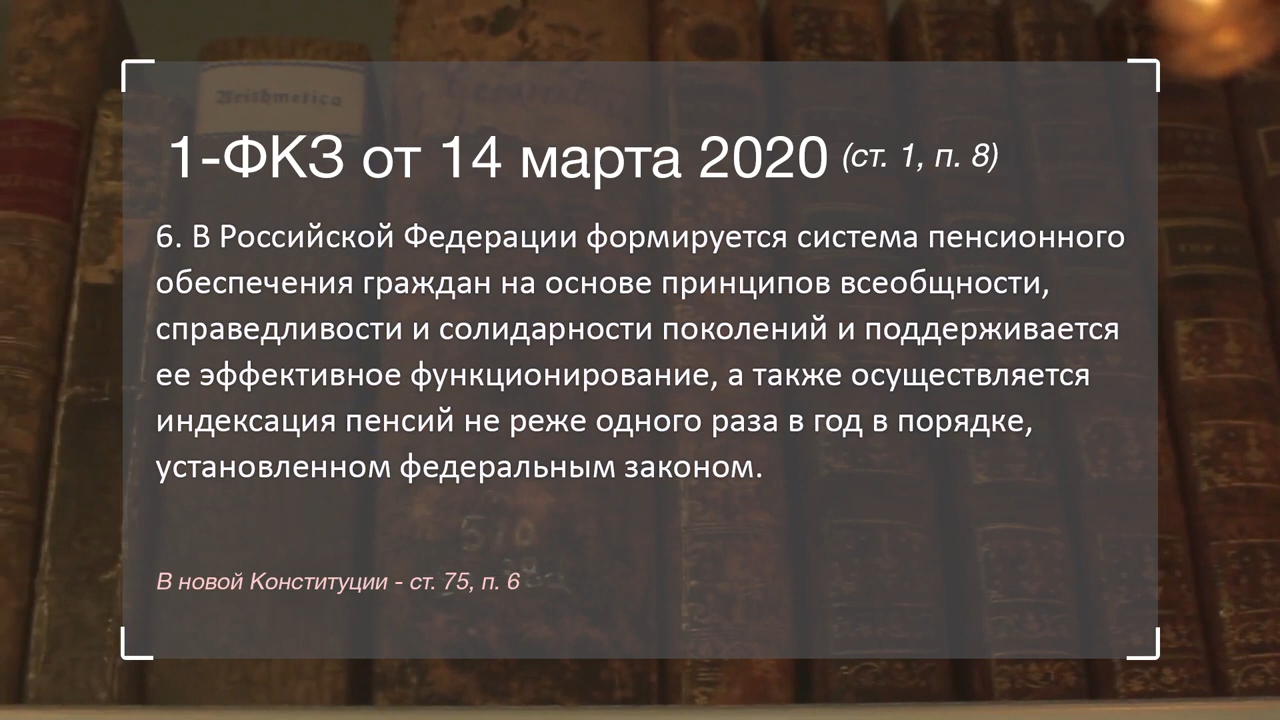 Arithmetica
1-ФКЗ от 14 марта 2020 (ст. 1, п. 8)
6. В Российской Федерации формируется система пенсионного
обеспечения граждан на основе принципов всеобщности,
справедливости и солидарности поколений и поддерживается
ее эффективное функционирование, а также осуществляется
индексация пенсий не реже одного раза в год в порядке,
установленном федеральным законом.
510
В новой Конституции - ст. 75, п. 6